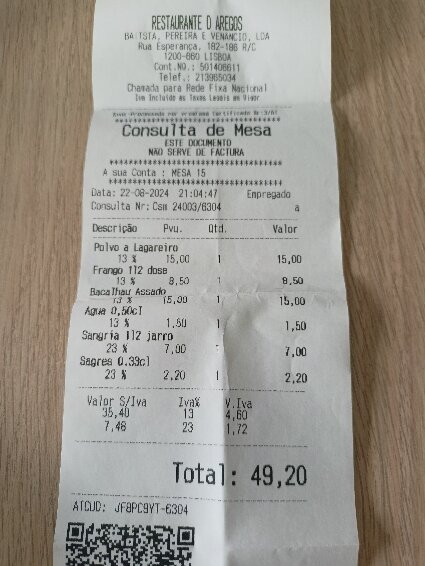 RESTAURANTE D AREGOS
BATISTA, PEREIRA E VENANCIO, LDA
Rua Esperança, 182-186 R/C
1200-660 LISBOA
Cont.NQ.: 501406611
Telef.: 213965034
Chamada para Rede Fixa Nacional
Iva Incluido as Taxas Legais em Vigor
***********************************
Consulta de Mesa
ESTE DOCUMENTO
NÃO SERVE DE FACTURA
***********************************
A sua Conta : MESA 15
***********************************
Data: 22-08-2024 21:04:47 Empregado
Consulta Nr: Csm 24003/6304 a
Descrição Pvu. Qtd. Valor
Polvo a Lagareiro
13 % 15,00 1 15,00
Frango 1|2 dose
13 % 8,50 1 8,50
Bacalhau Assado
13 % 15,00 1 15,00
Agua 0,50cl
13 % 1,50 1 1,50
Sangria 1|2 jarro
23 % 7,00 1 7,00
Sagres 0.33cl
23 % 2,20 1 2,20
Valor S/Iva Iva% V.Iva
35,40 13 4,60
7,48 23 1,72
Total: 49,20
ATCUD: JF8PC9YT-6304